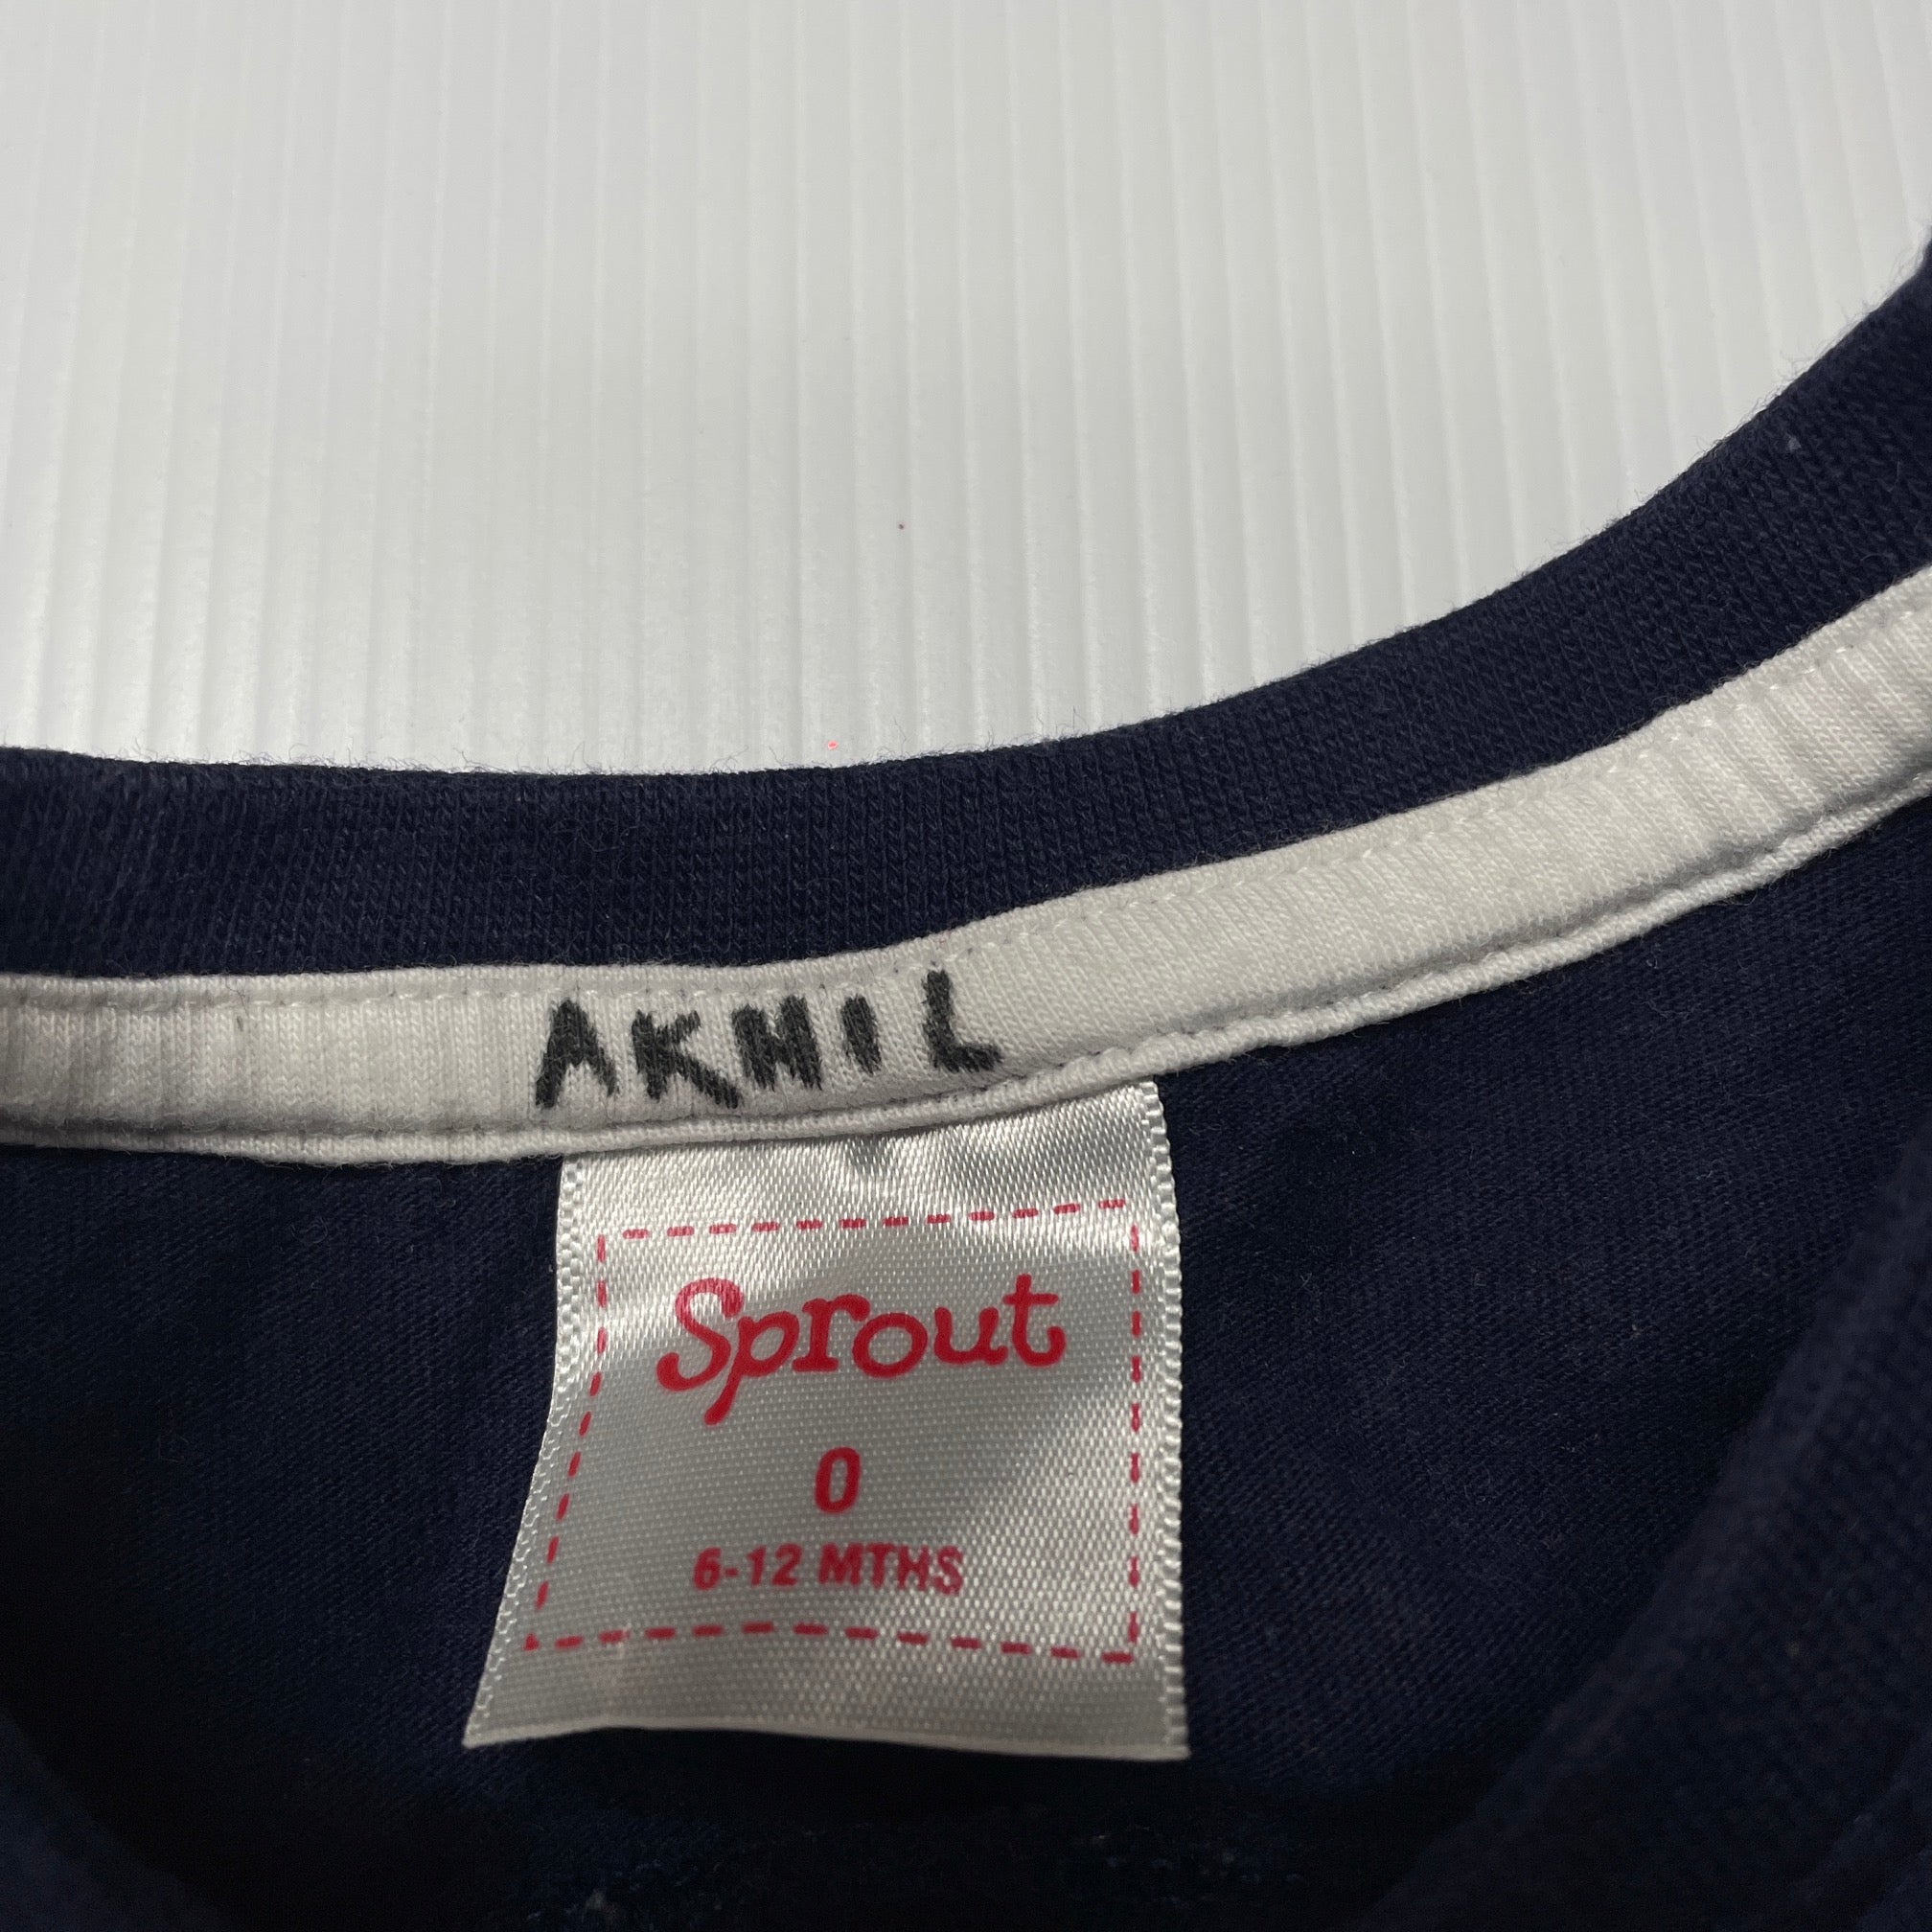 AKHIL
Sprout
0
6-12 MTHS